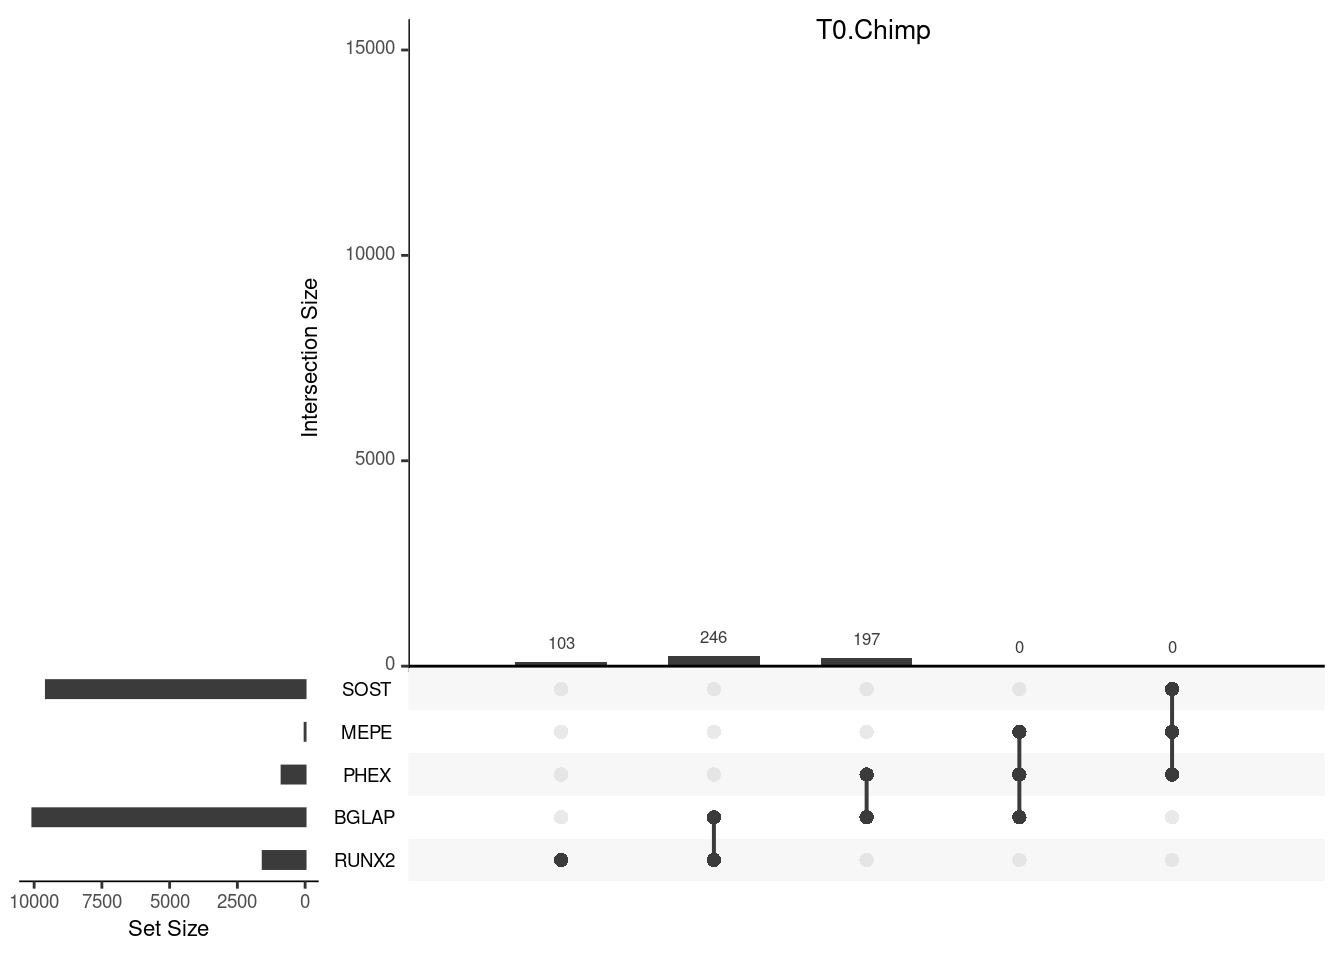 T0.Chimp
15000
10000
5000
0
Intersection Size
103
246
197
0
0
SOST
MEPE
PHEX
BGLAP
RUNX2
10000 7500 5000 2500 0
Set Size